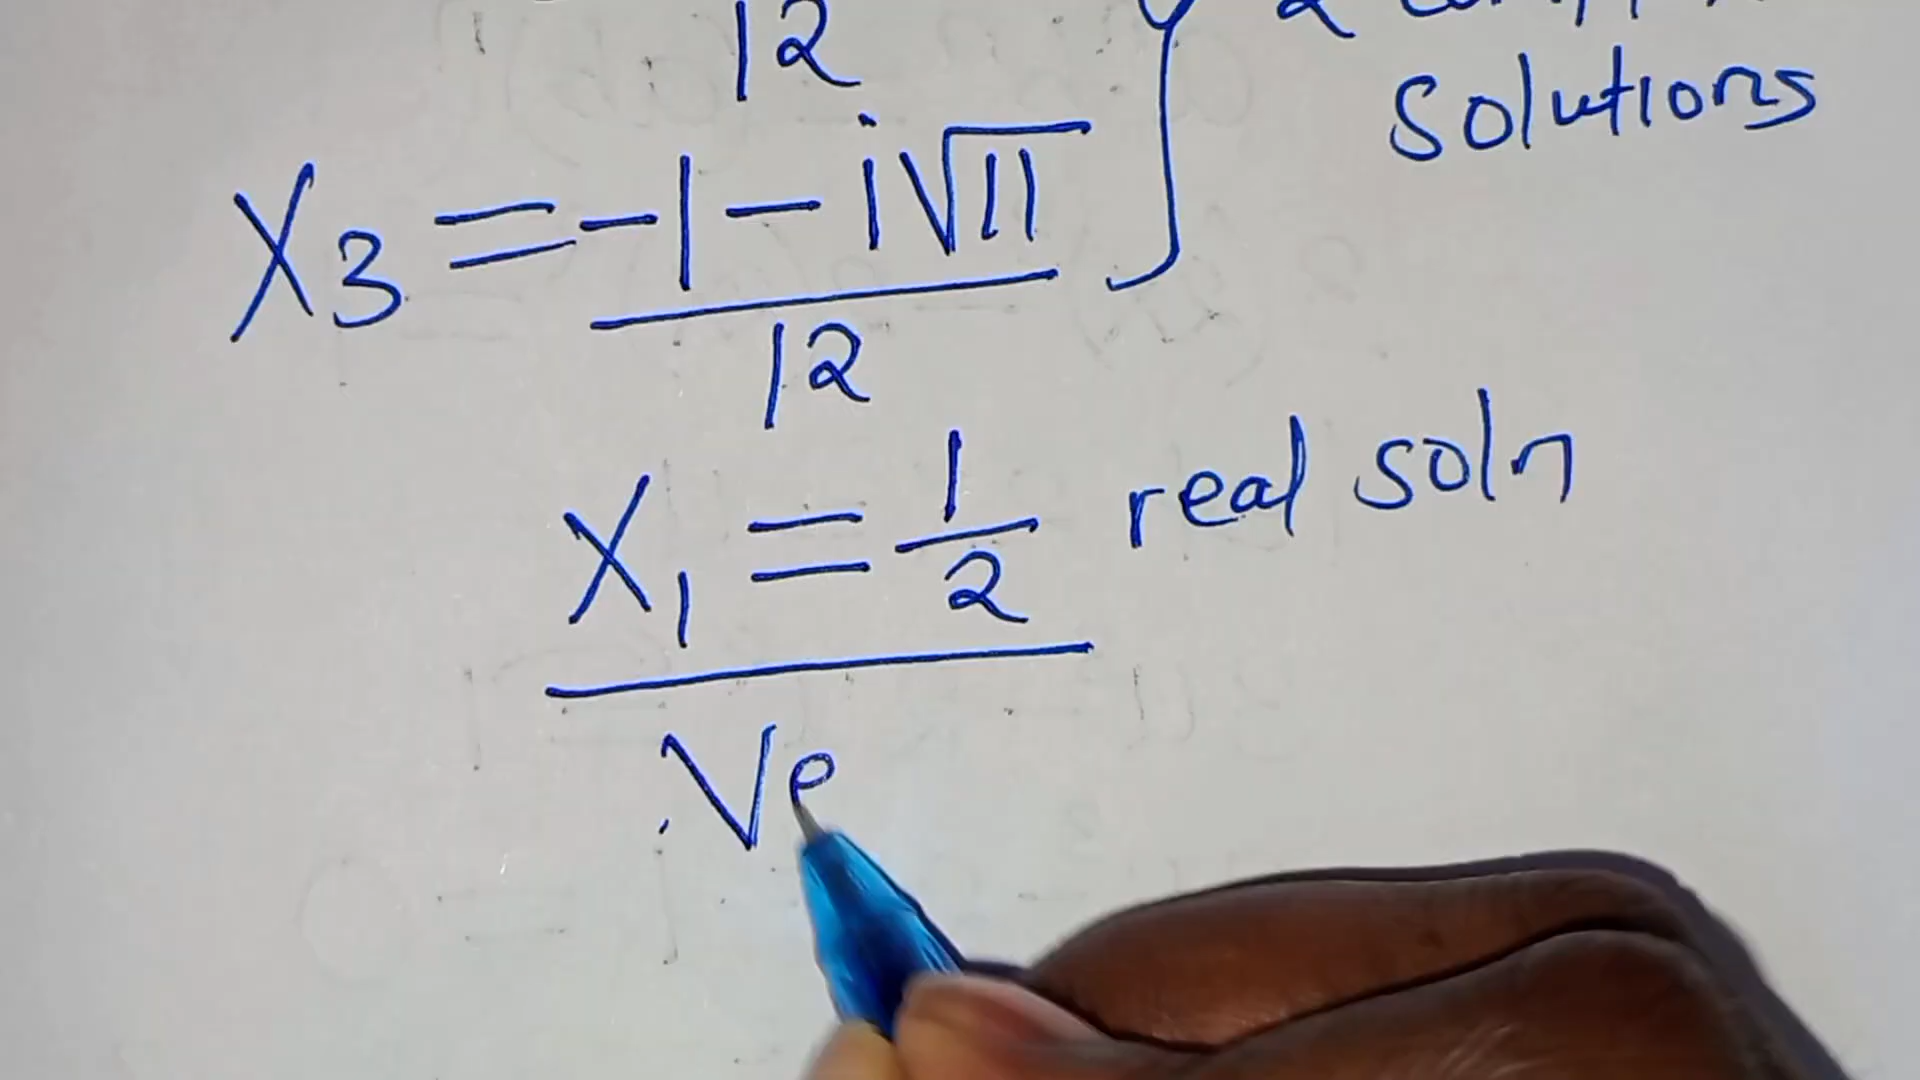 12
solutions
X₃ = -1 - i√11
12
X₁ = 1/2 real soln
Ve